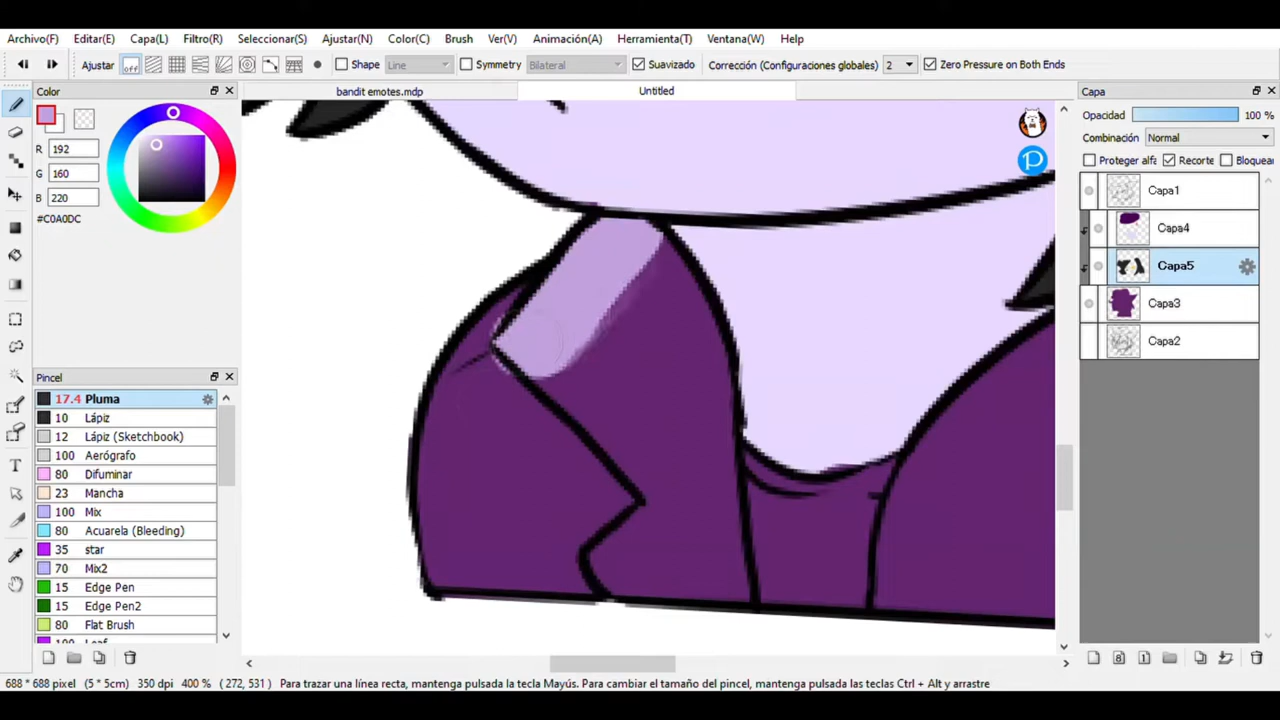 Archivo(F) Editar(E) Capa(L) Filtro(R) Seleccionar(S) Ajustar(N) Color(C) Brush Ver(V) Animación(A) Herramienta(T) Ventana(W) Help
Ajustar off Shape Line Symmetry Bilateral Suavizado Corrección (Configuraciones globales) 2 Zero Pressure on Both Ends
Color
bandit emotes.mdp
Untitled
R 192
G 160
B 220
#C0A0DC
Pincel
17.4 Pluma
10 Lápiz
12 Lápiz (Sketchbook)
100 Aerógrafo
80 Difuminar
23 Mancha
100 Mix
80 Acuarela (Bleeding)
35 star
70 Mix2
15 Edge Pen
15 Edge Pen2
80 Flat Brush
Capa
Opacidad 100 %
Combinación Normal
Proteger alfa Recorte Bloquear
Capa1
Capa4
Capa5
Capa3
Capa2
688 * 688 pixel (5 * 5cm) 350 dpi 400 % (272, 531) Para trazar una línea recta, mantenga pulsada la tecla Mayús. Para cambiar el tamaño del pincel, mantenga pulsadas las teclas Ctrl + Alt y arrastre